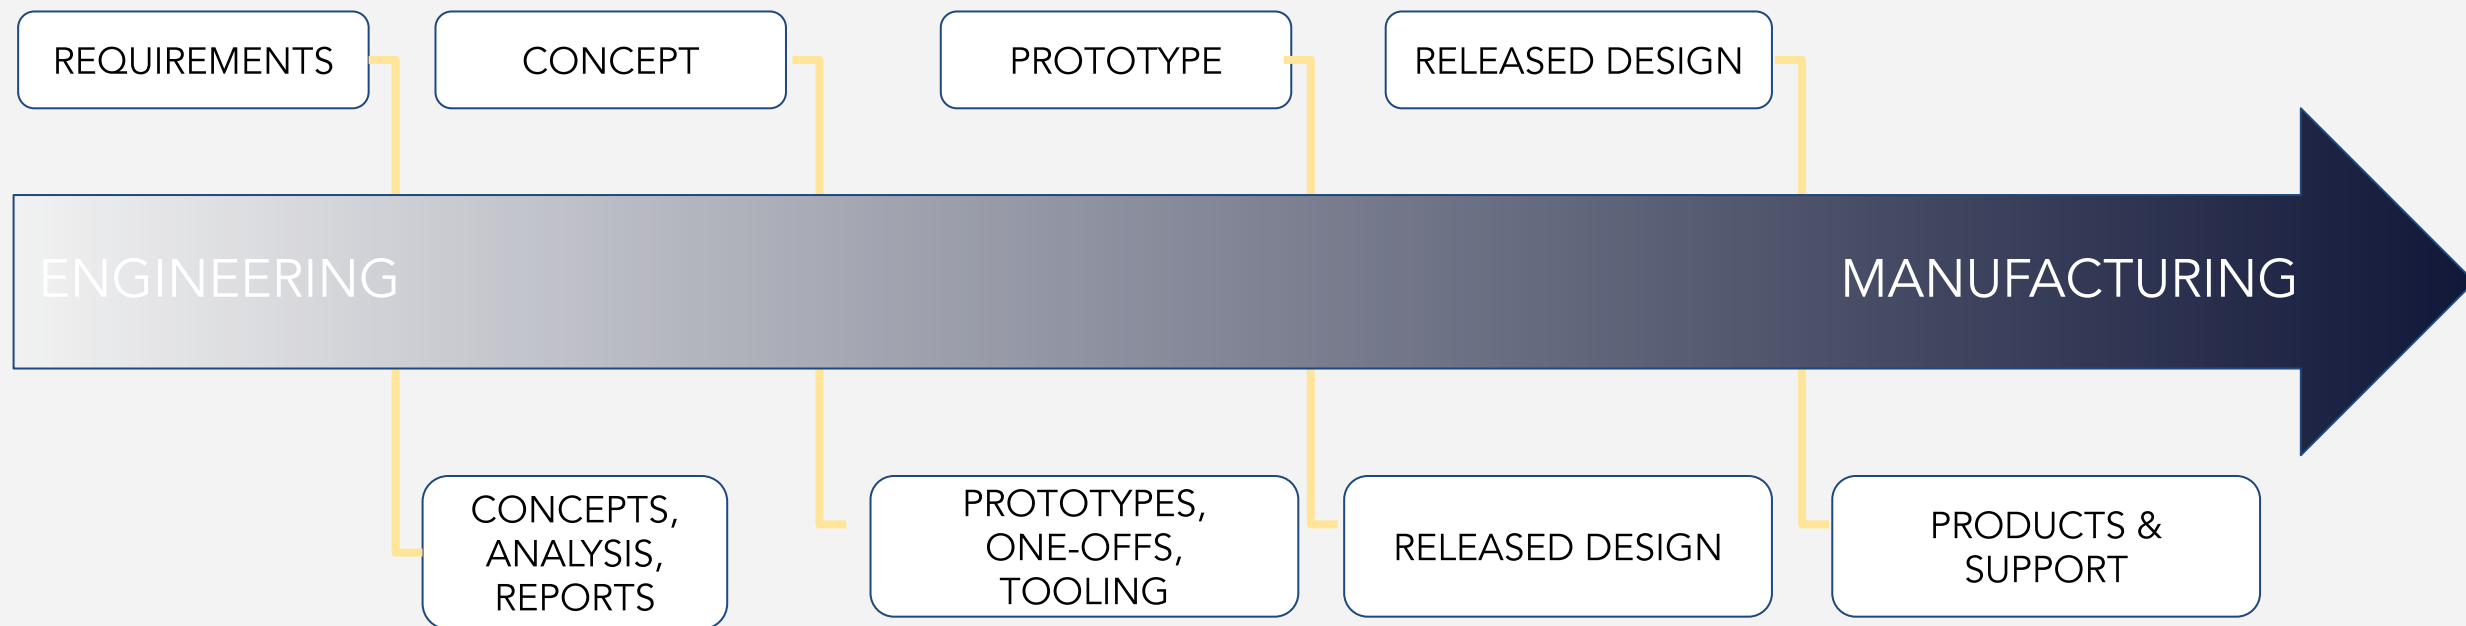 REQUIREMENTS
CONCEPT
PROTOTYPE
RELEASED DESIGN
ENGINEERING
MANUFACTURING
CONCEPTS,
ANALYSIS,
REPORTS
PROTOTYPES,
ONE-OFFS,
TOOLING
RELEASED DESIGN
PRODUCTS &
SUPPORT